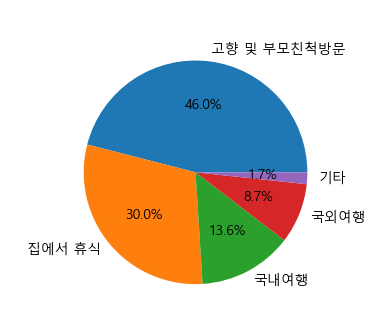 고향 및 부모친척방문
46.0%
집에서 휴식
30.0%
국내여행
13.6%
국외여행
8.7%
기타
1.7%